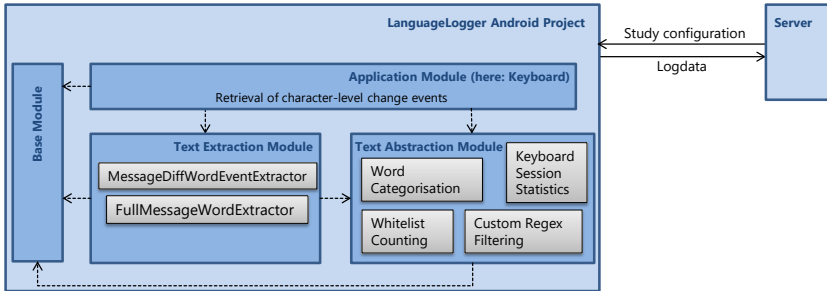 LanguageLogger Android Project
Server
Study configuration
Logdata
Base Module
Application Module (here: Keyboard)
Retrieval of character-level change events
Text Extraction Module
MessageDiffWordEventExtractor
FullMessageWordExtractor
Text Abstraction Module
Word
Categorisation
Keyboard
Session
Statistics
Whitelist
Counting
Custom Regex
Filtering